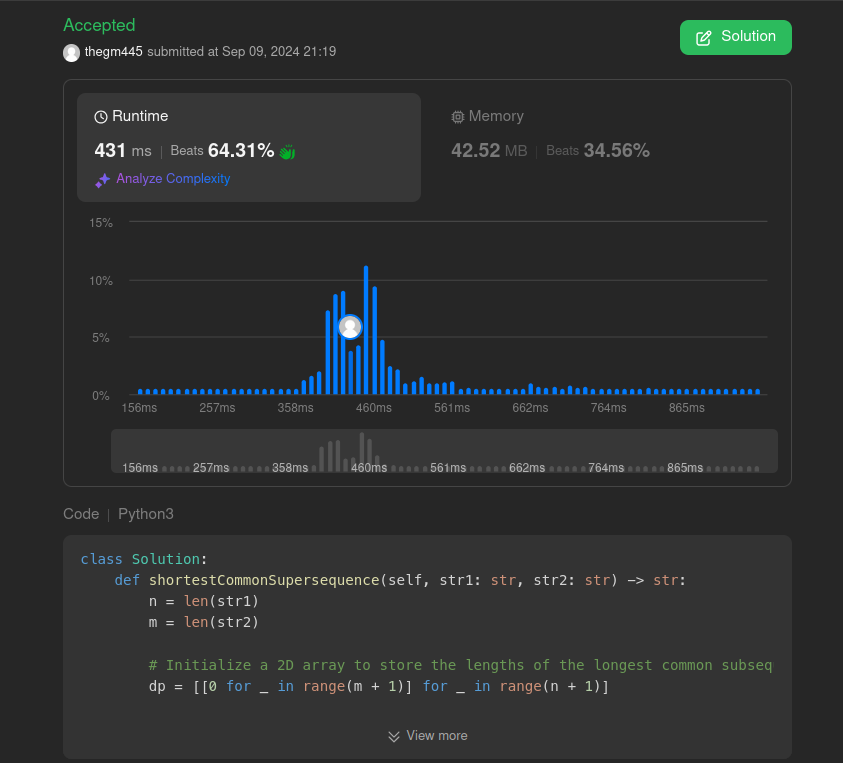 Accepted
Solution
thegm445 submitted at Sep 09, 2024 21:19
Runtime
431 ms | Beats 64.31%
Analyze Complexity
Memory
42.52 MB | Beats 34.56%
15%
10%
5%
0%
156ms 257ms 358ms 460ms 561ms 662ms 764ms 865ms
156ms 257ms 358ms 460ms 561ms 662ms 764ms 865ms
Code | Python3
class Solution:
    def shortestCommonSupersequence(self, str1: str, str2: str) -> str:
        n = len(str1)
        m = len(str2)
        # Initialize a 2D array to store the lengths of the longest common subseq
        dp = [[0 for _ in range(m + 1)] for _ in range(n + 1)]
View more